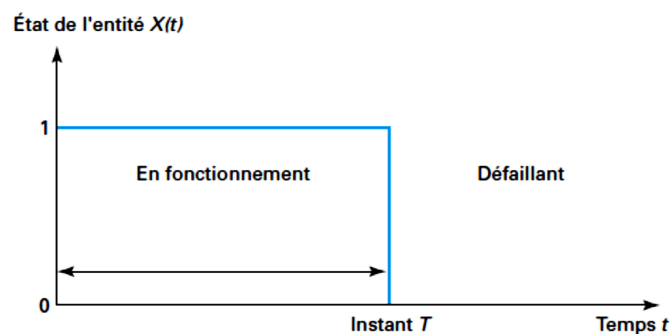 État de l'entité X(t)
1
En fonctionnement
Défaillant
0
Instant T
Temps t